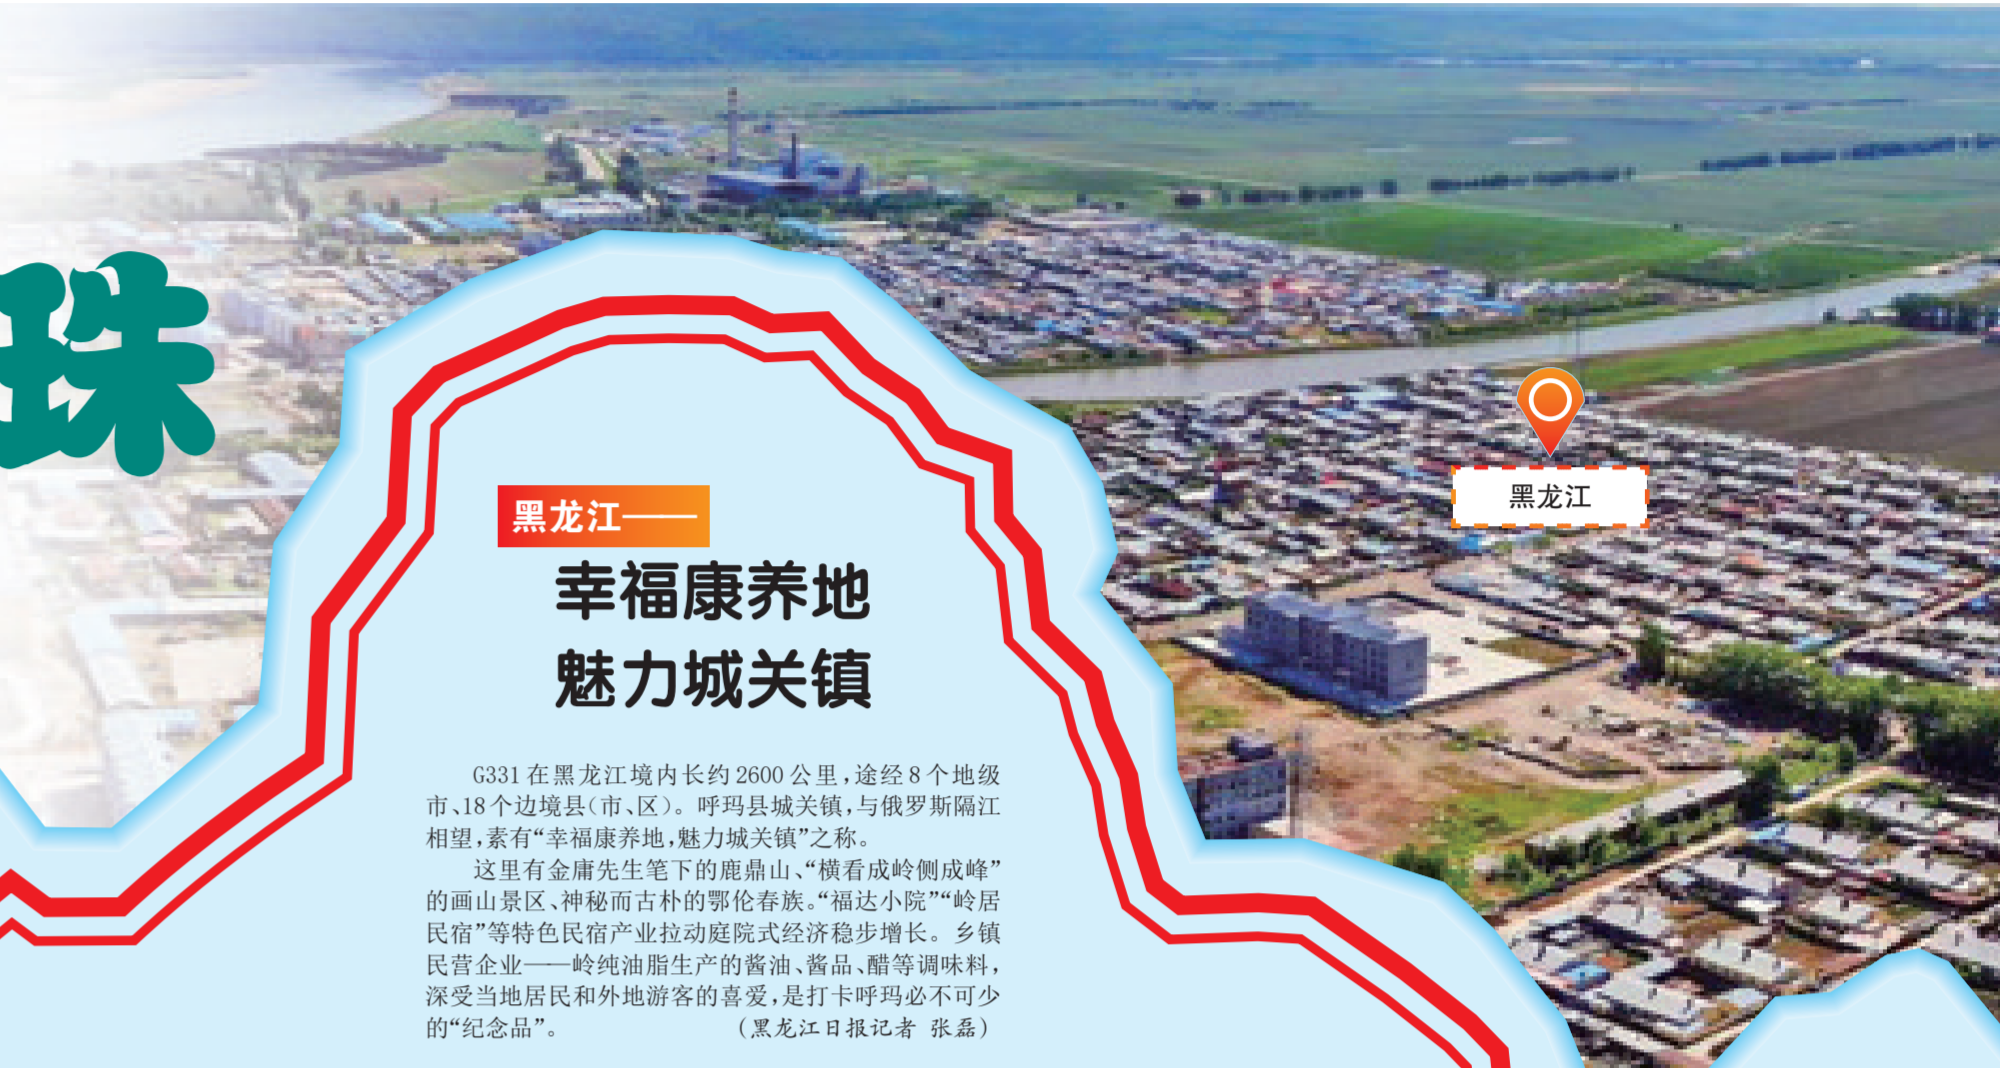 珠
黑龙江
黑龙江——
幸福康养地
魅力城关镇
G331在黑龙江境内长约2600公里，途经8个地级
市、18个边境县（市、区）。呼玛县城关镇，与俄罗斯隔江
相望，素有“幸福康养地，魅力城关镇”之称。
这里有金庸先生笔下的鹿鼎山、“横看成岭侧成峰”
的画山景区、神秘而古朴的鄂伦春族。“福达小院”“岭居
民宿”等特色民宿产业拉动庭院式经济稳步增长。乡镇
民营企业——岭纯油脂生产的酱油、酱品、醋等调味料，
深受当地居民和外地游客的喜爱，是打卡呼玛必不可少
的“纪念品”。 （黑龙江日报记者 张磊）